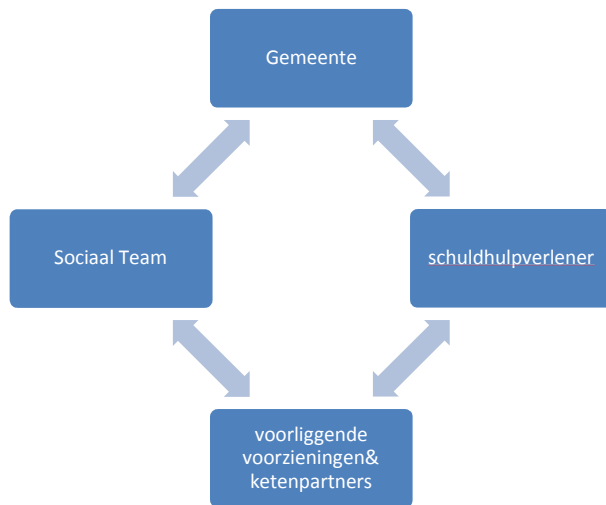 Gemeente
Sociaal Team
schuldhulpverlener
voorliggende
voorzieningen&
ketenpartners